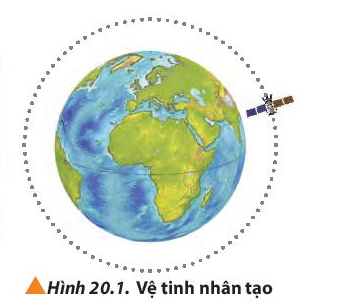 ▲Hình 20.1. Vệ tinh nhân tạo